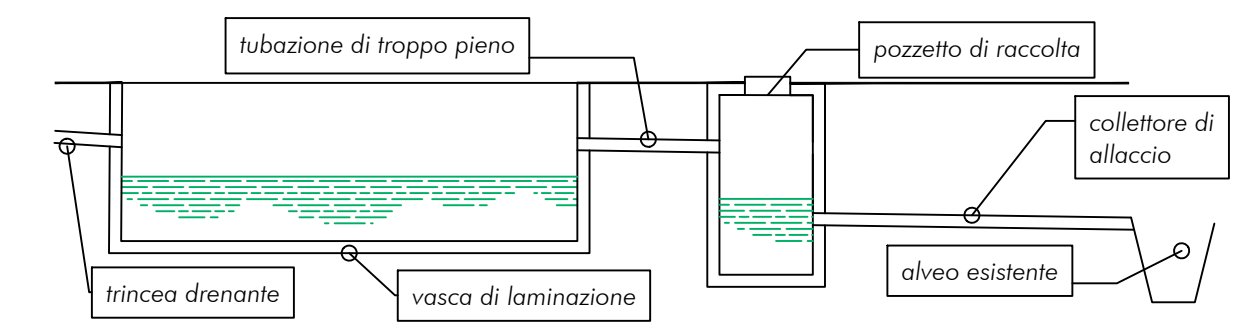 tubazione di troppo pieno
pozzetto di raccolta
collettore di
allaccio
alveo esistente
trincea drenante
vasca di laminazione